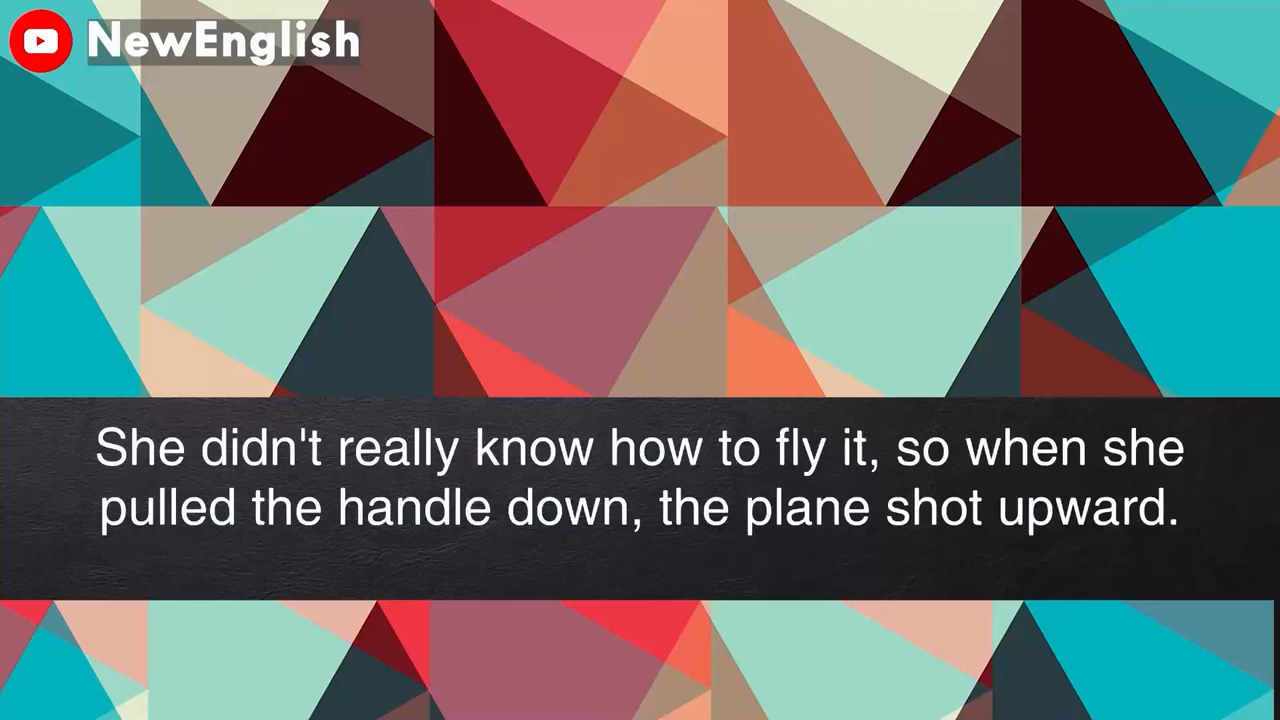 NewEnglish
She didn't really know how to fly it, so when she
pulled the handle down, the plane shot upward.